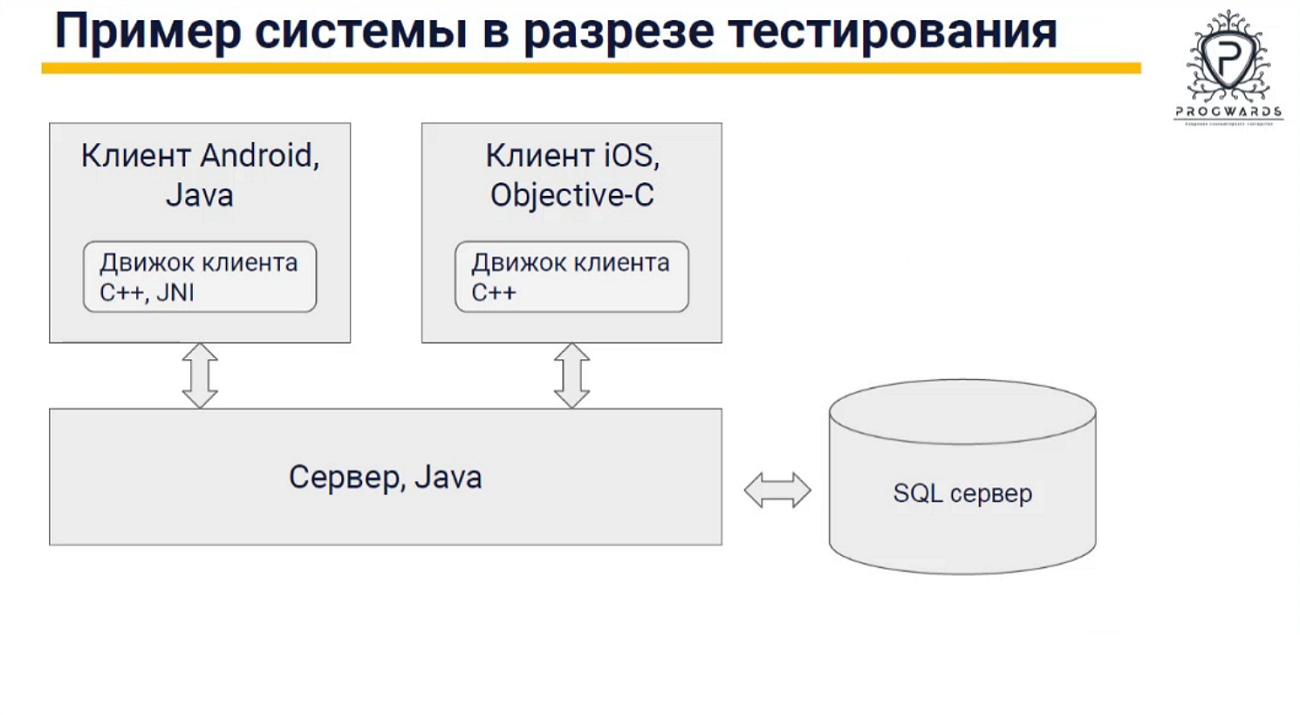 Пример системы в разрезе тестирования
PROGWARDS
Клиент Android,
Java
Движок клиента
C++, JNI
Клиент iOS,
Objective-C
Движок клиента
C++
Сервер, Java
SQL сервер